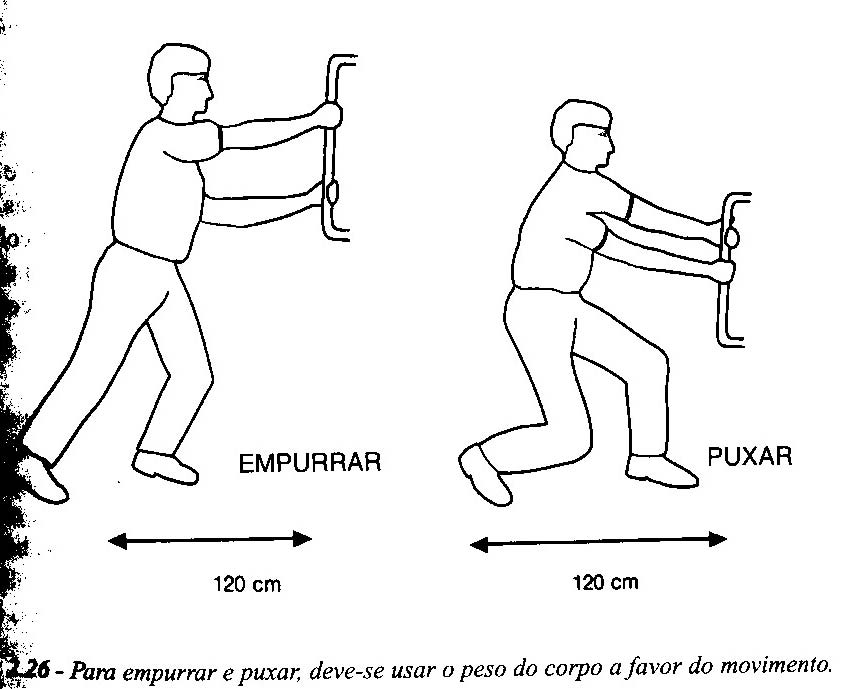 EMPURRAR
PUXAR
120 cm
120 cm
2.26 - Para empurrar e puxar, deve-se usar o peso do corpo a favor do movimento.